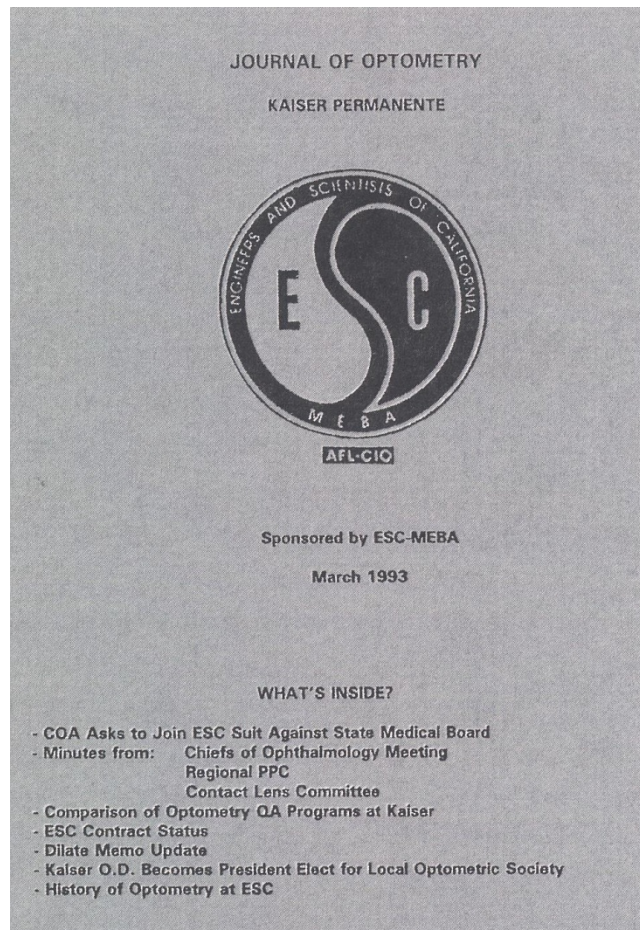 JOURNAL OF OPTOMETRY
KAISER PERMANENTE
ENGINEERS AND SCIENTISTS OF CALIFORNIA
E C
MEBA
AFL-CIO
Sponsored by ESC-MEBA
March 1993
WHAT'S INSIDE?
- COA Asks to Join ESC Suit Against State Medical Board
- Minutes from: Chiefs of Ophthalmology Meeting
Regional PPC
Contact Lens Committee
- Comparison of Optometry QA Programs at Kaiser
- ESC Contract Status
- Dilate Memo Update
- Kaiser O.D. Becomes President Elect for Local Optometric Society
- History of Optometry at ESC